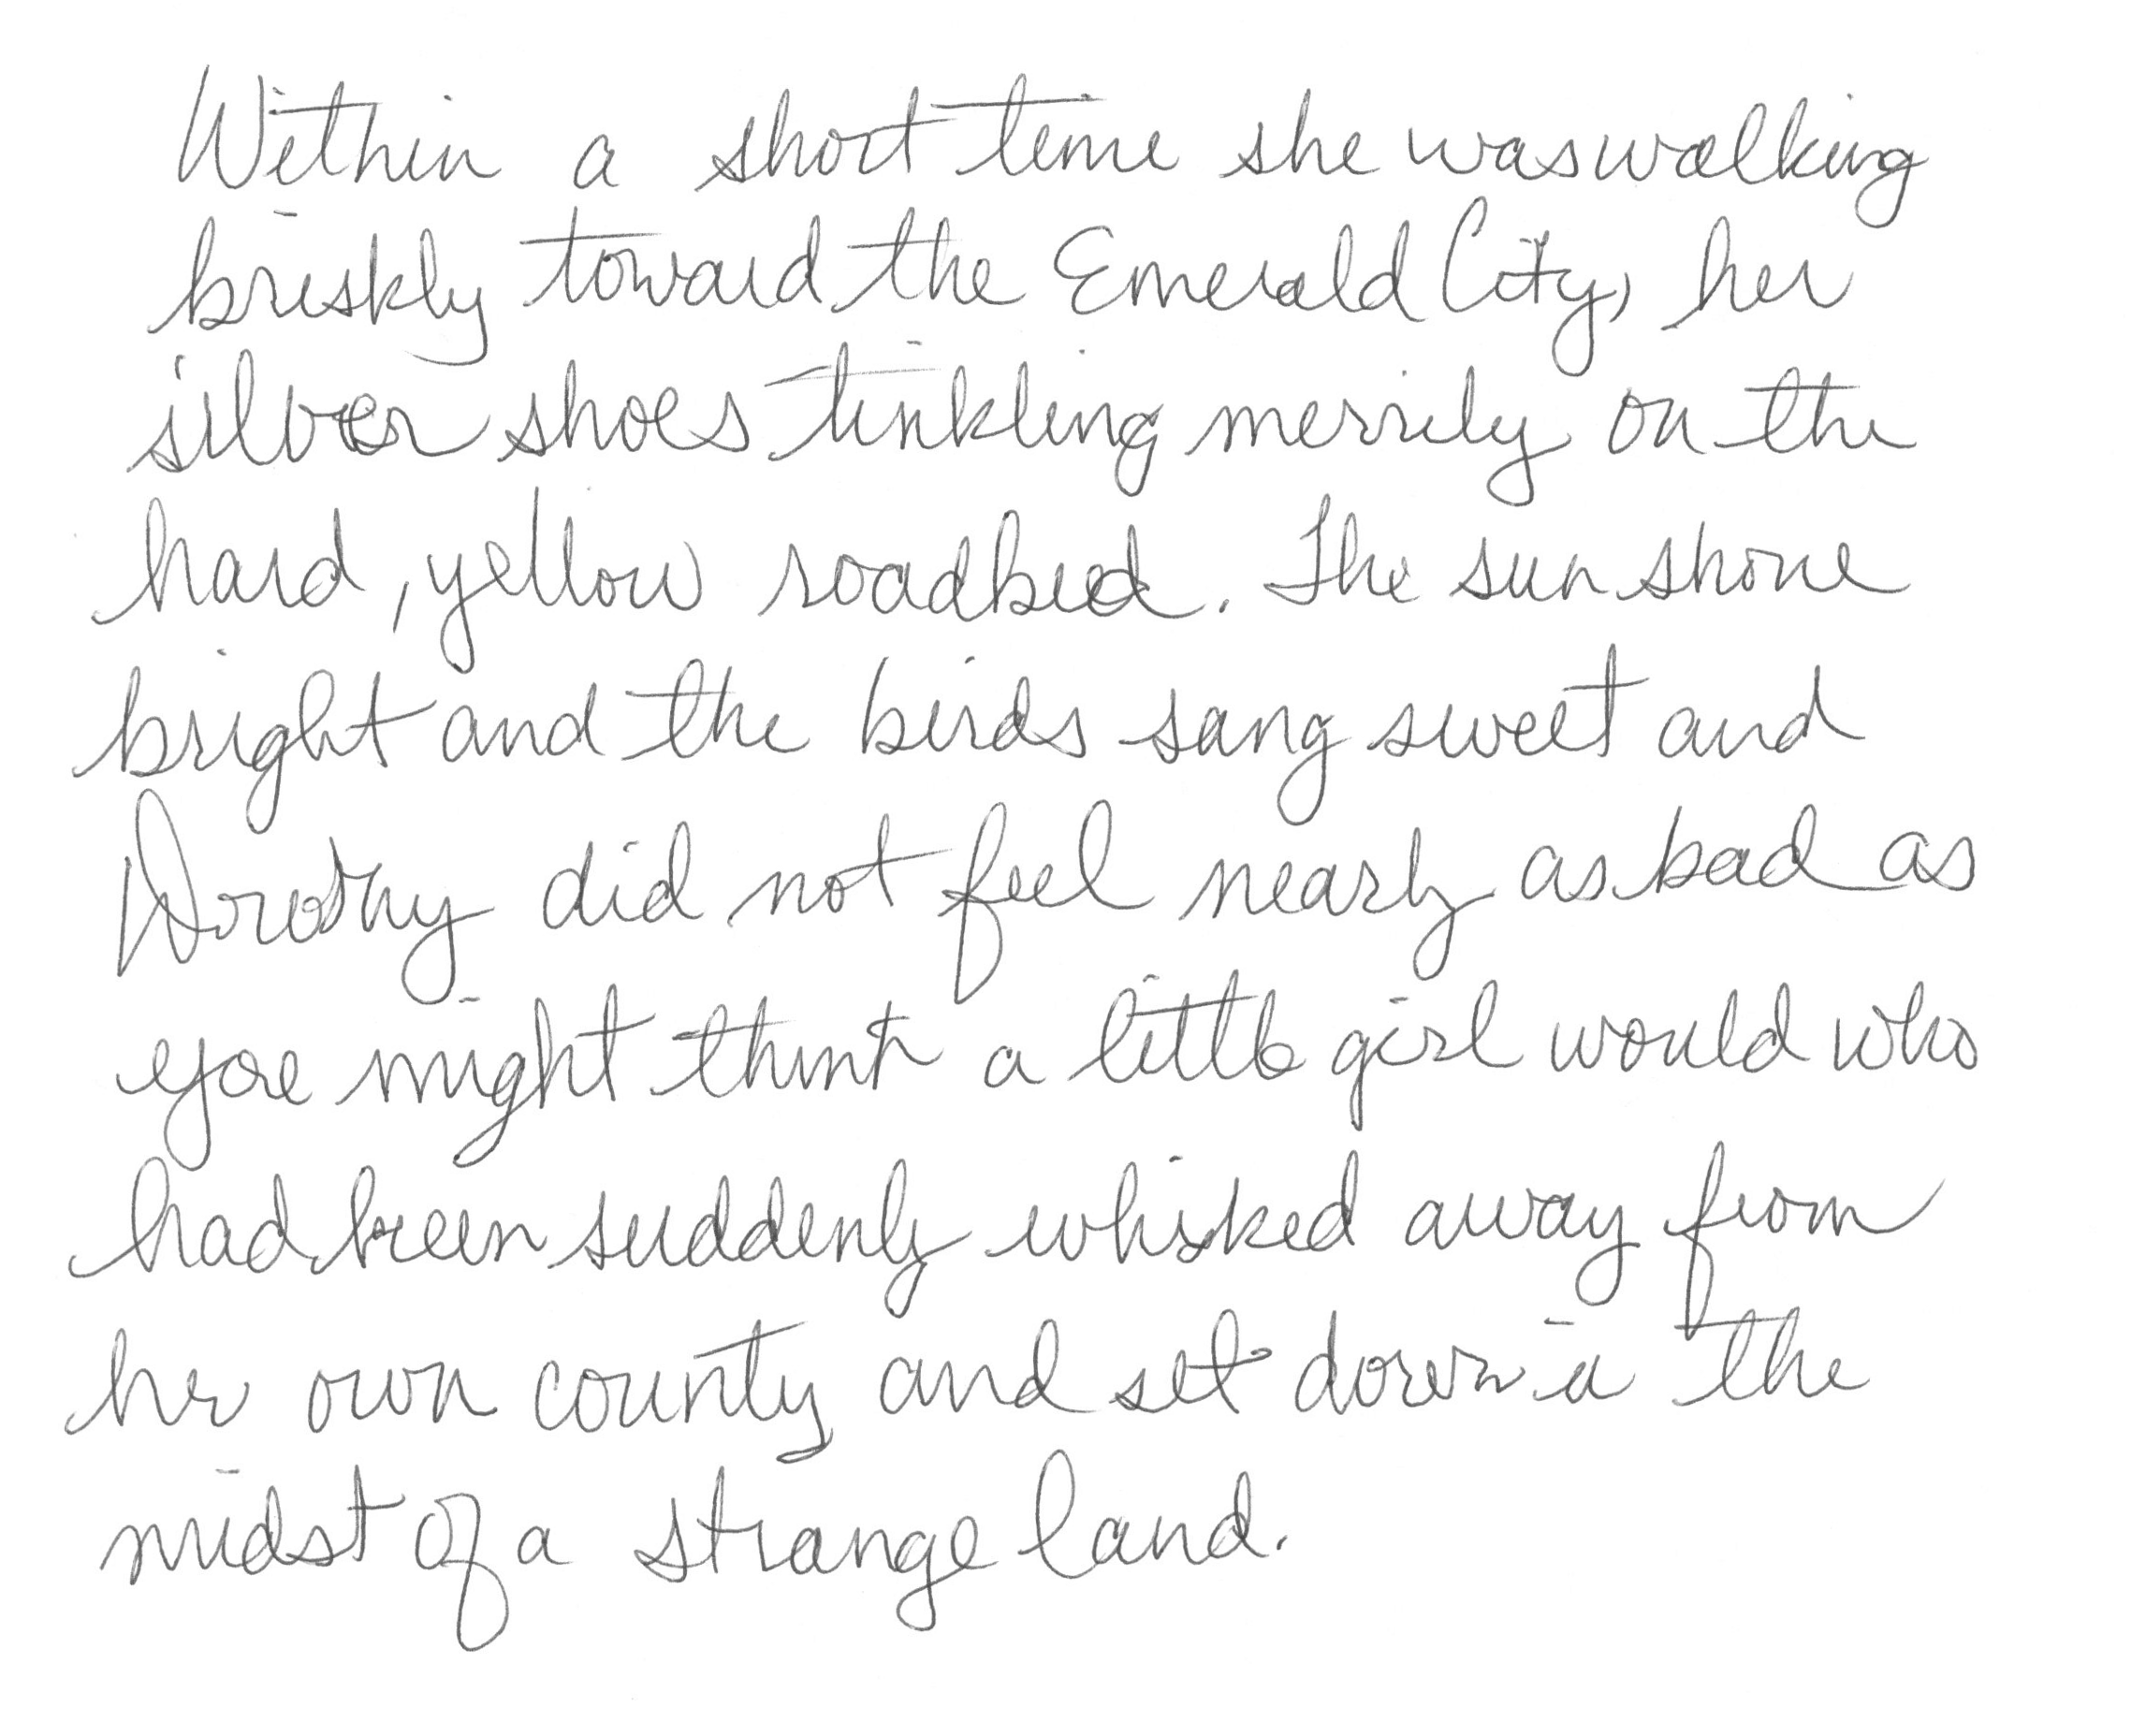 Within a short time she was walking
briskly toward the Emerald City, her
silver shoes tinkling merrily on the
hard, yellow roadbed. The sun shone
bright and the birds sang sweet and
Dorothy did not feel nearly as bad as
you might think a little girl would who
had been suddenly whisked away from
her own county and set down in the
midst of a strange land.